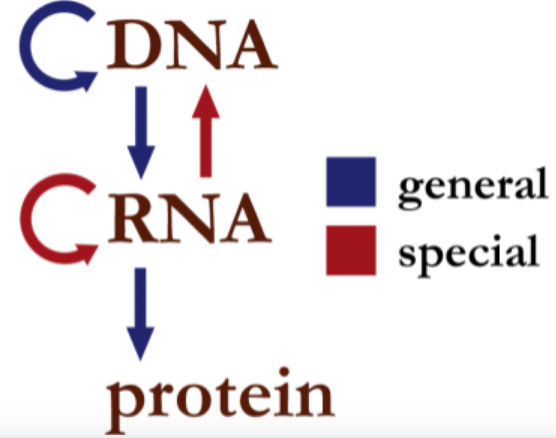 DNA
RNA
general
special
protein